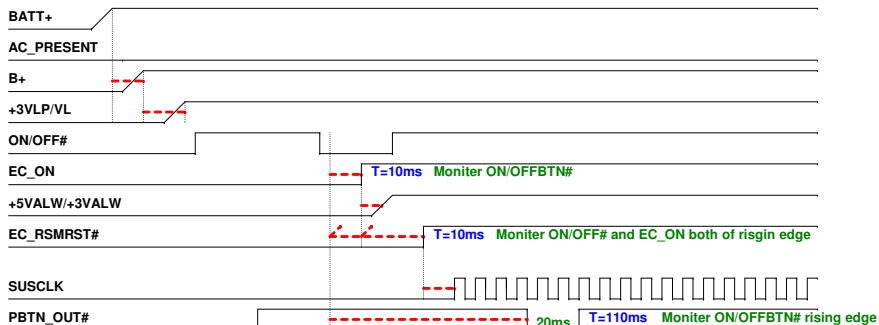 BATT+
AC_PRESENT
B+
+3VLP/VL
ON/OFF#
EC_ON
T=10ms Moniter ON/OFFBTN#
+5VALW/+3VALW
EC_RSMRST#
T=10ms Moniter ON/OFF# and EC_ON both of risgin edge
SUSCLK
PBTN_OUT#
20ms
T=110ms Moniter ON/OFFBTN# rising edge